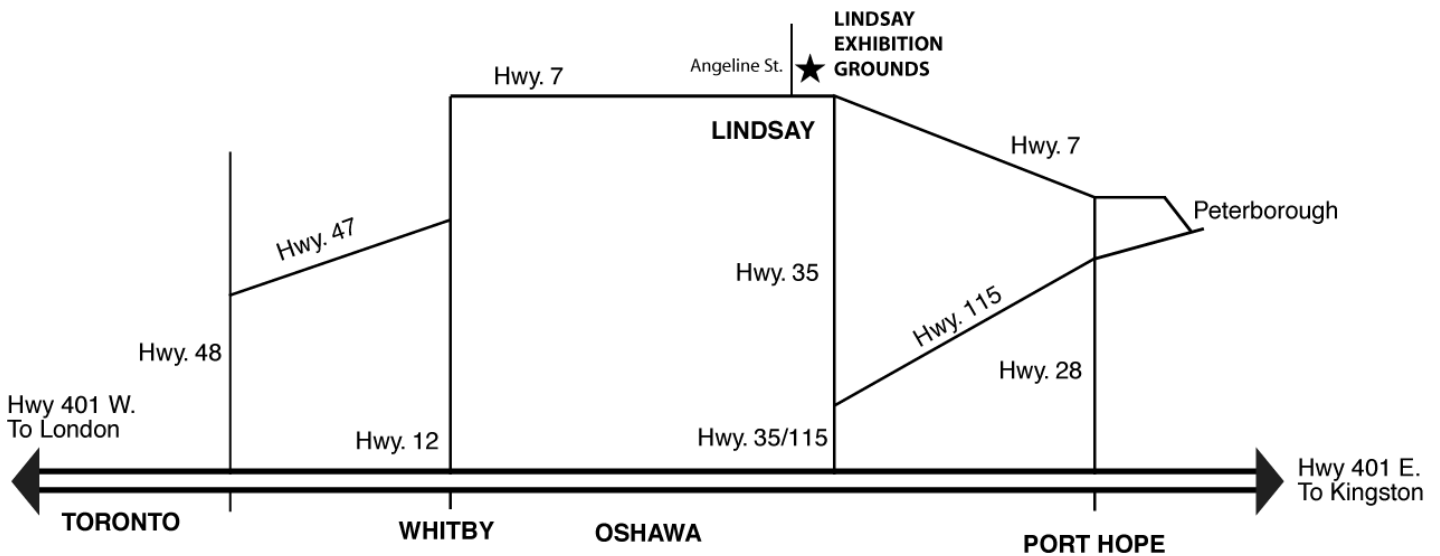 LINDSAY
EXHIBITION
GROUNDS
Angeline St.
Hwy. 7
LINDSAY
Hwy. 7
Peterborough
Hwy. 47
Hwy. 35
Hwy. 115
Hwy. 48
Hwy. 28
Hwy 401 W.
To London
Hwy. 12
Hwy. 35/115
Hwy 401 E.
To Kingston
TORONTO
WHITBY
OSHAWA
PORT HOPE